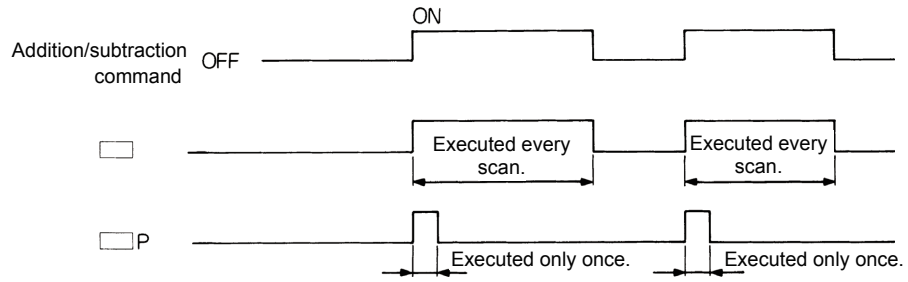 ON
Addition/subtraction
command
OFF
Executed every
scan.
Executed every
scan.
P
Executed only once.
Executed only once.